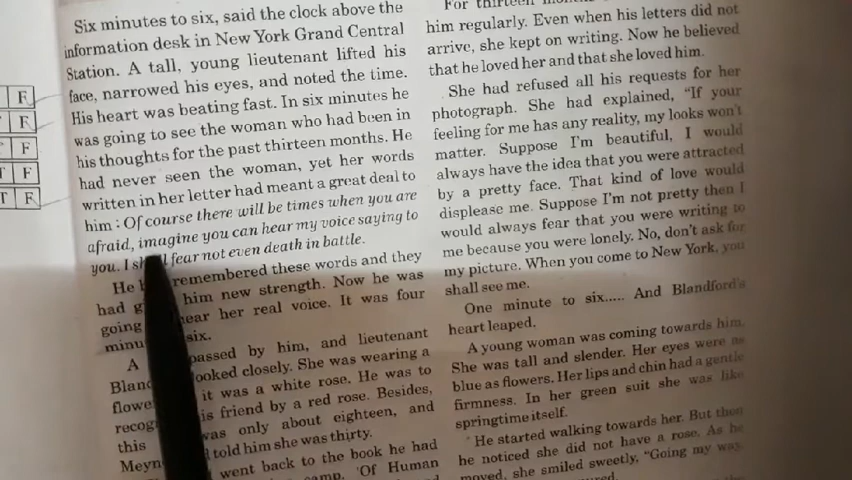 F
F
F
T F
T F
Six minutes to six, said the clock above the
information desk in New York Grand Central
Station. A tall, young lieutenant lifted his
face, narrowed his eyes, and noted the time.
His heart was beating fast. In six minutes he
was going to see the woman who had been in
his thoughts for the past thirteen months. He
had never seen the woman, yet her words
written in her letter had meant a great deal to
him : Of course there will be times when you are
afraid, imagine you can hear my voice saying to
you. I fear not even death in battle.
He remembered these words and they
had him new strength. Now he was
going hear her real voice. It was four
six.
A passed by him, and lieutenant
looked closely. She was wearing a
it was a white rose. He was to
is friend by a red rose. Besides,
this was only about eighteen, and
told him she was thirty.
went back to the book he had
camp. 'Of Human
For thirteen
him regularly. Even when his letters did not
arrive, she kept on writing. Now he believed
that he loved her and that she loved him.
She had refused all his requests for her
photograph. She had explained, "If your
feeling for me has any reality, my looks won't
matter. Suppose I'm beautiful, I would
always have the idea that you were attracted
by a pretty face. That kind of love would
displease me. Suppose I'm not pretty then I
would always fear that you were writing to
me because you were lonely. No, don't ask for
my picture. When you come to New York, you
shall see me.
One minute to six..... And Blandford's
heart leaped.
A young woman was coming towards him.
She was tall and slender. Her eyes were as
blue as flowers. Her lips and chin had a gentle
firmness. In her green suit she was like
springtime itself.
He started walking towards her. But then
he noticed she did not have a rose. As he
moved, she smiled sweetly, "Going my way,